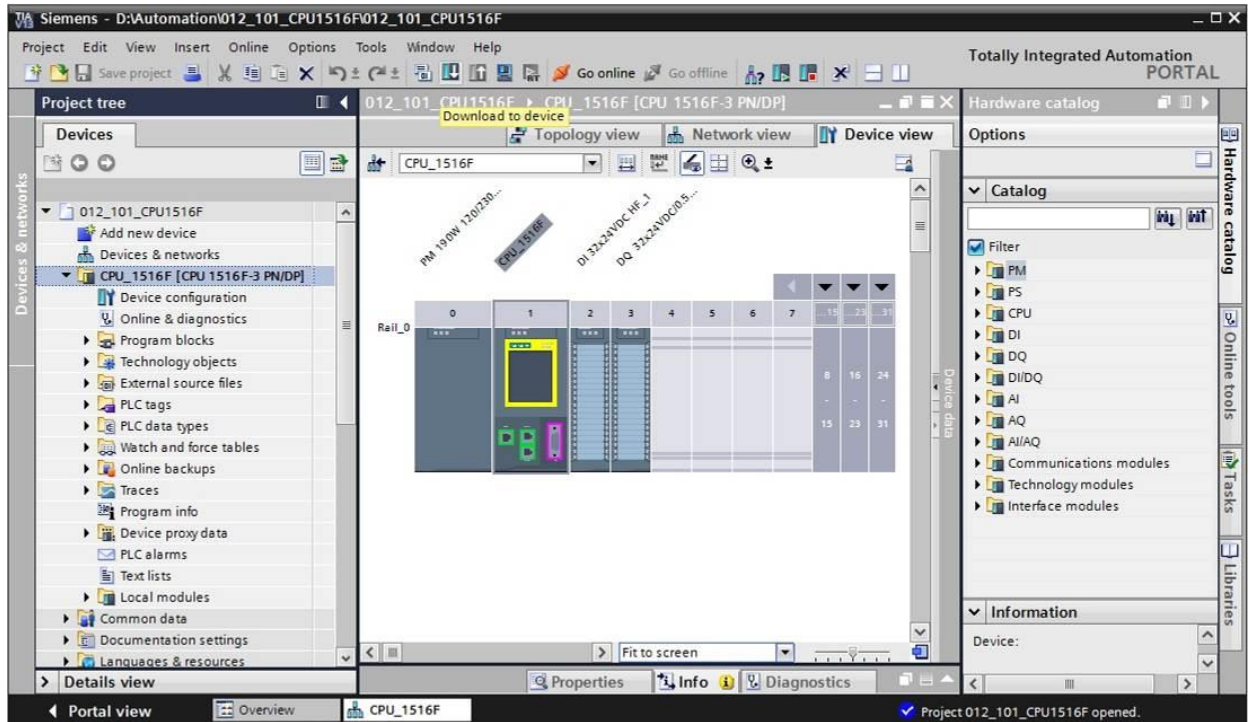 Siemens - D:\Automation\012_101_CPU1516F\012_101_CPU1516F
Project Edit View Insert Online Options Tools Window Help
Totally Integrated Automation
PORTAL
Save project
Go online
Go offline
Project tree
012_101_CPU1516F CPU_1516F [CPU 1516F-3 PN/DP]
Download to device
Hardware catalog
Devices
Topology view
Network view
Device view
Options
CPU_1516F
Catalog
Filter
PM
PS
CPU
DI
DQ
DI/DQ
AI
AQ
AI/AQ
Communications modules
Technology modules
Interface modules
Information
Device:
012_101_CPU1516F
Add new device
Devices & networks
CPU_1516F [CPU 1516F-3 PN/DP]
Device configuration
Online & diagnostics
Program blocks
Technology objects
External source files
PLC tags
PLC data types
Watch and force tables
Online backups
Traces
Program info
Device proxy data
PLC alarms
Text lists
Local modules
Common data
Documentation settings
Languages & resources
Details view
PM 190W 120/230...
CPU_1516F
DI 32x24VDC HF_1
DQ 32x24VDC/0.5...
Rail_0
0 1 2 3 4 5 6 7 ...15 ...23 ...31
8 16 24
- - -
15 23 31
Device data
Fit to screen
Properties
Info
Diagnostics
Devices & networks
Hardware catalog
Online tools
Tasks
Libraries
Portal view
Overview
CPU_1516F
Project 012_101_CPU1516F opened.